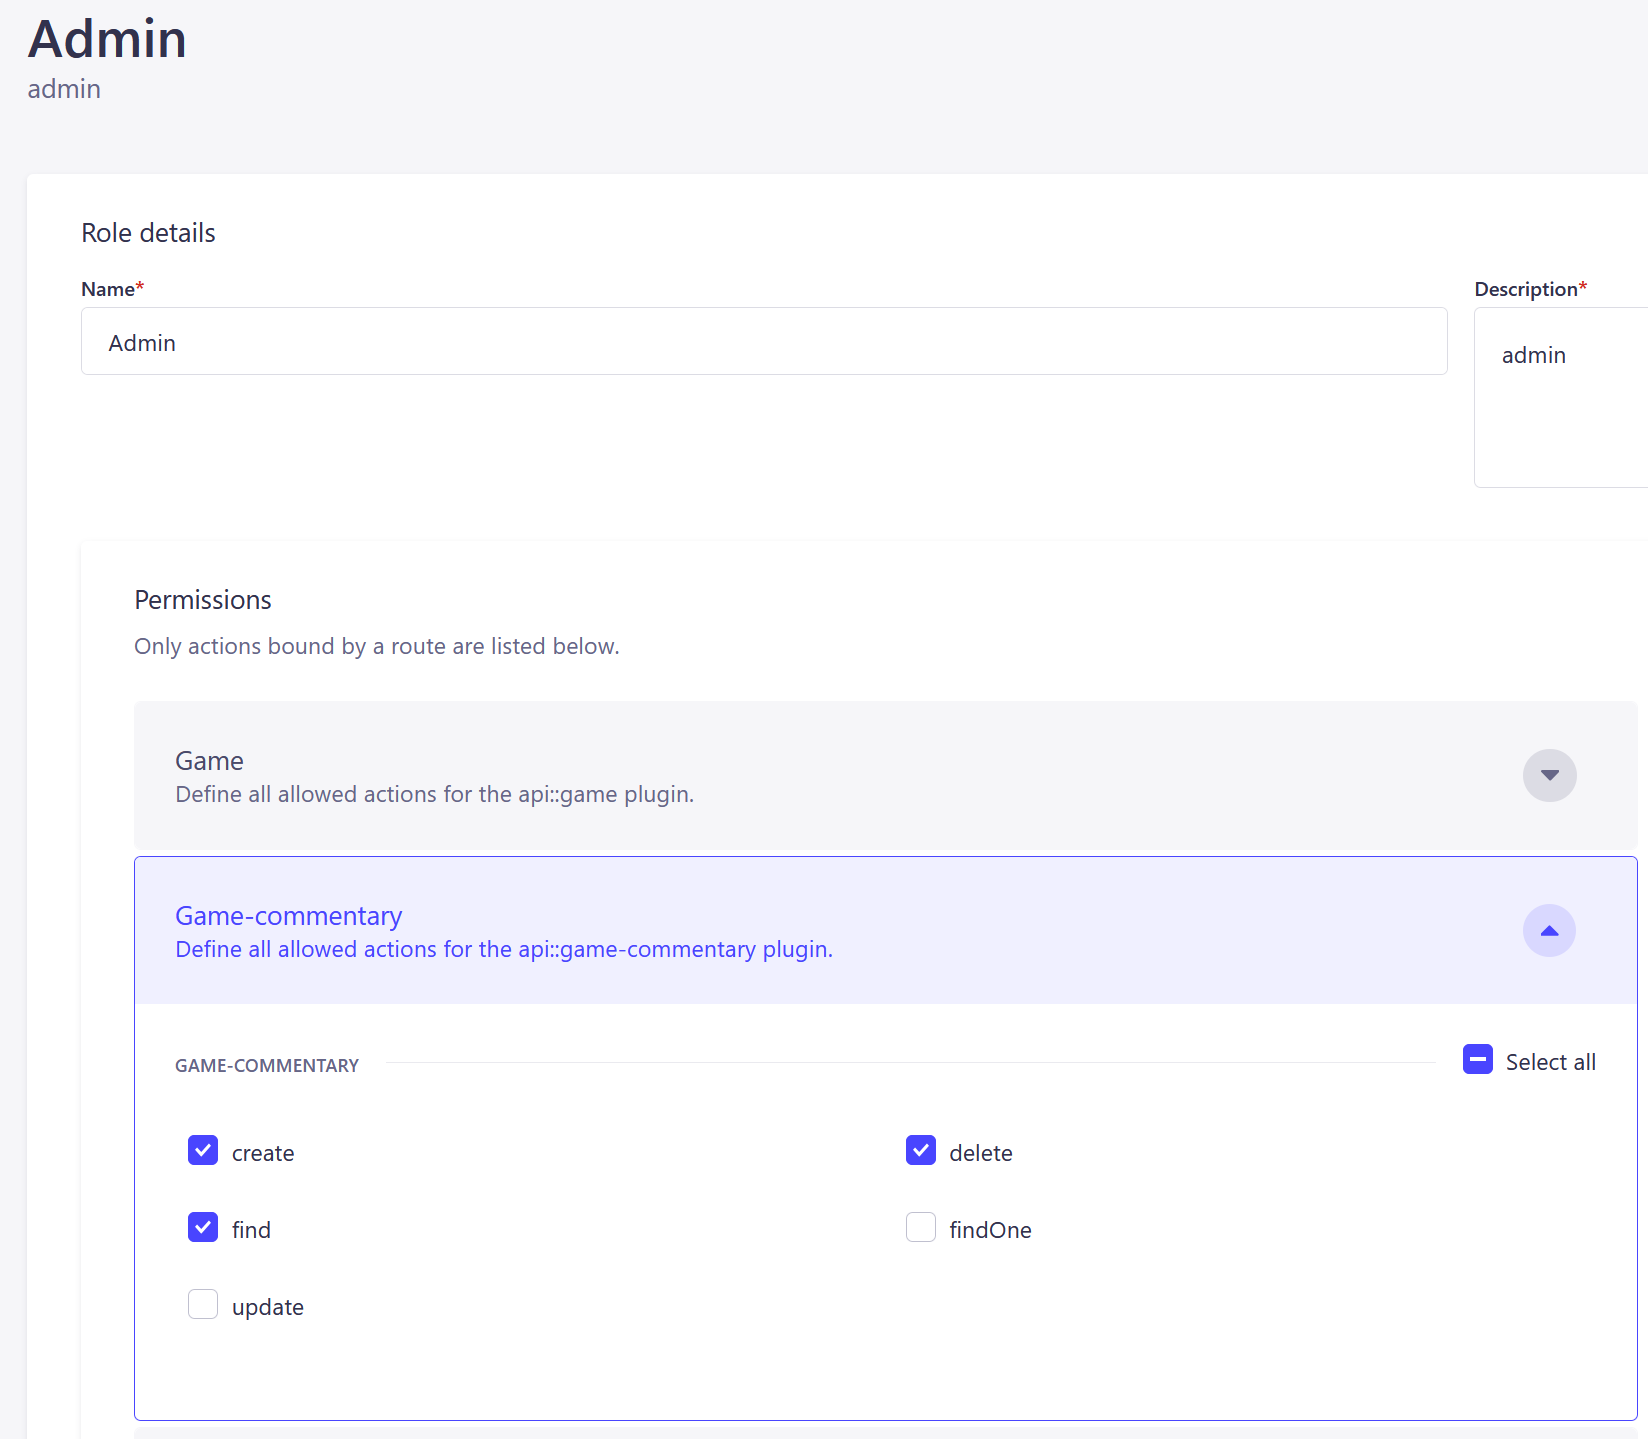 Admin
admin
Role details
Name*
Description*
Admin
admin
Permissions
Only actions bound by a route are listed below.
Game
Define all allowed actions for the api::game plugin.
Game-commentary
Define all allowed actions for the api::game-commentary plugin.
GAME-COMMENTARY
Select all
create
delete
find
findOne
update